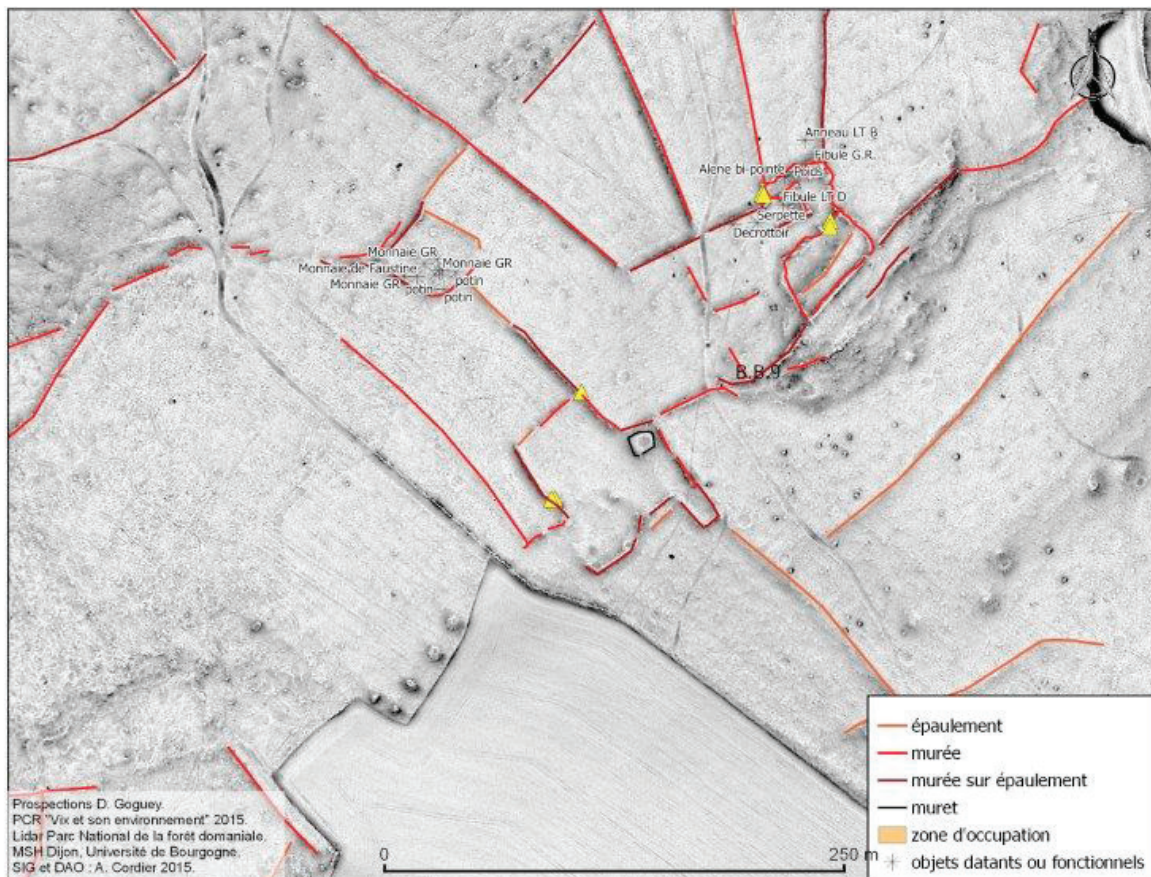 Anneau LT B
Fibule G.R.
Alene bi-pointe
Poids
Fibule LT D
Serpette
Decrottoir
Monnaie GR
Monnaie de Faustine
Monnaie GR
Monnaie GR
potin
potin
potin
st
B.B.9
épaulement
murée
murée sur épaulement
muret
zone d'occupation
objets datants ou fonctionnels
Prospections D. Goguey.
PCR "Vix et son environnement" 2015.
Lidar Parc National de la forêt domaniale.
MSH Dijon, Université de Bourgogne.
SIG et DAO : A. Cordier 2015.
0
250 m